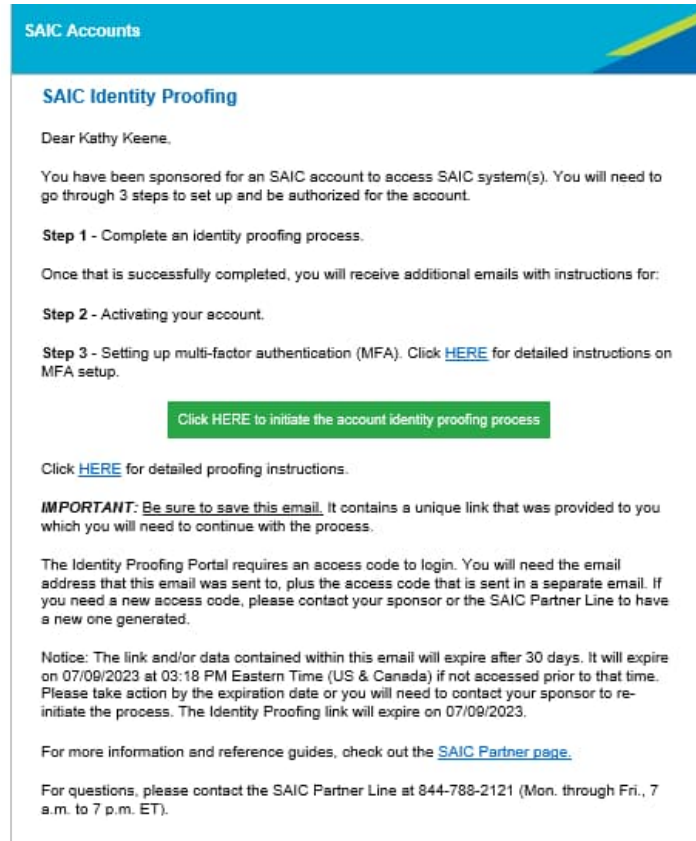 SAIC Accounts
SAIC Identity Proofing
Dear Kathy Keene,
You have been sponsored for an SAIC account to access SAIC system(s). You will need to
go through 3 steps to set up and be authorized for the account.
Step 1 - Complete an identity proofing process.
Once that is successfully completed, you will receive additional emails with instructions for:
Step 2 - Activating your account.
Step 3 - Setting up multi-factor authentication (MFA). Click HERE for detailed instructions on
MFA setup.
Click HERE to initiate the account identity proofing process
Click HERE for detailed proofing instructions.
IMPORTANT: Be sure to save this email. It contains a unique link that was provided to you
which you will need to continue with the process.
The Identity Proofing Portal requires an access code to login. You will need the email
address that this email was sent to, plus the access code that is sent in a separate email. If
you need a new access code, please contact your sponsor or the SAIC Partner Line to have
a new one generated.
Notice: The link and/or data contained within this email will expire after 30 days. It will expire
on 07/09/2023 at 03:18 PM Eastern Time (US & Canada) if not accessed prior to that time.
Please take action by the expiration date or you will need to contact your sponsor to re-
initiate the process. The Identity Proofing link will expire on 07/09/2023.
For more information and reference guides, check out the SAIC Partner page.
For questions, please contact the SAIC Partner Line at 844-788-2121 (Mon. through Fri., 7
a.m. to 7 p.m. ET).